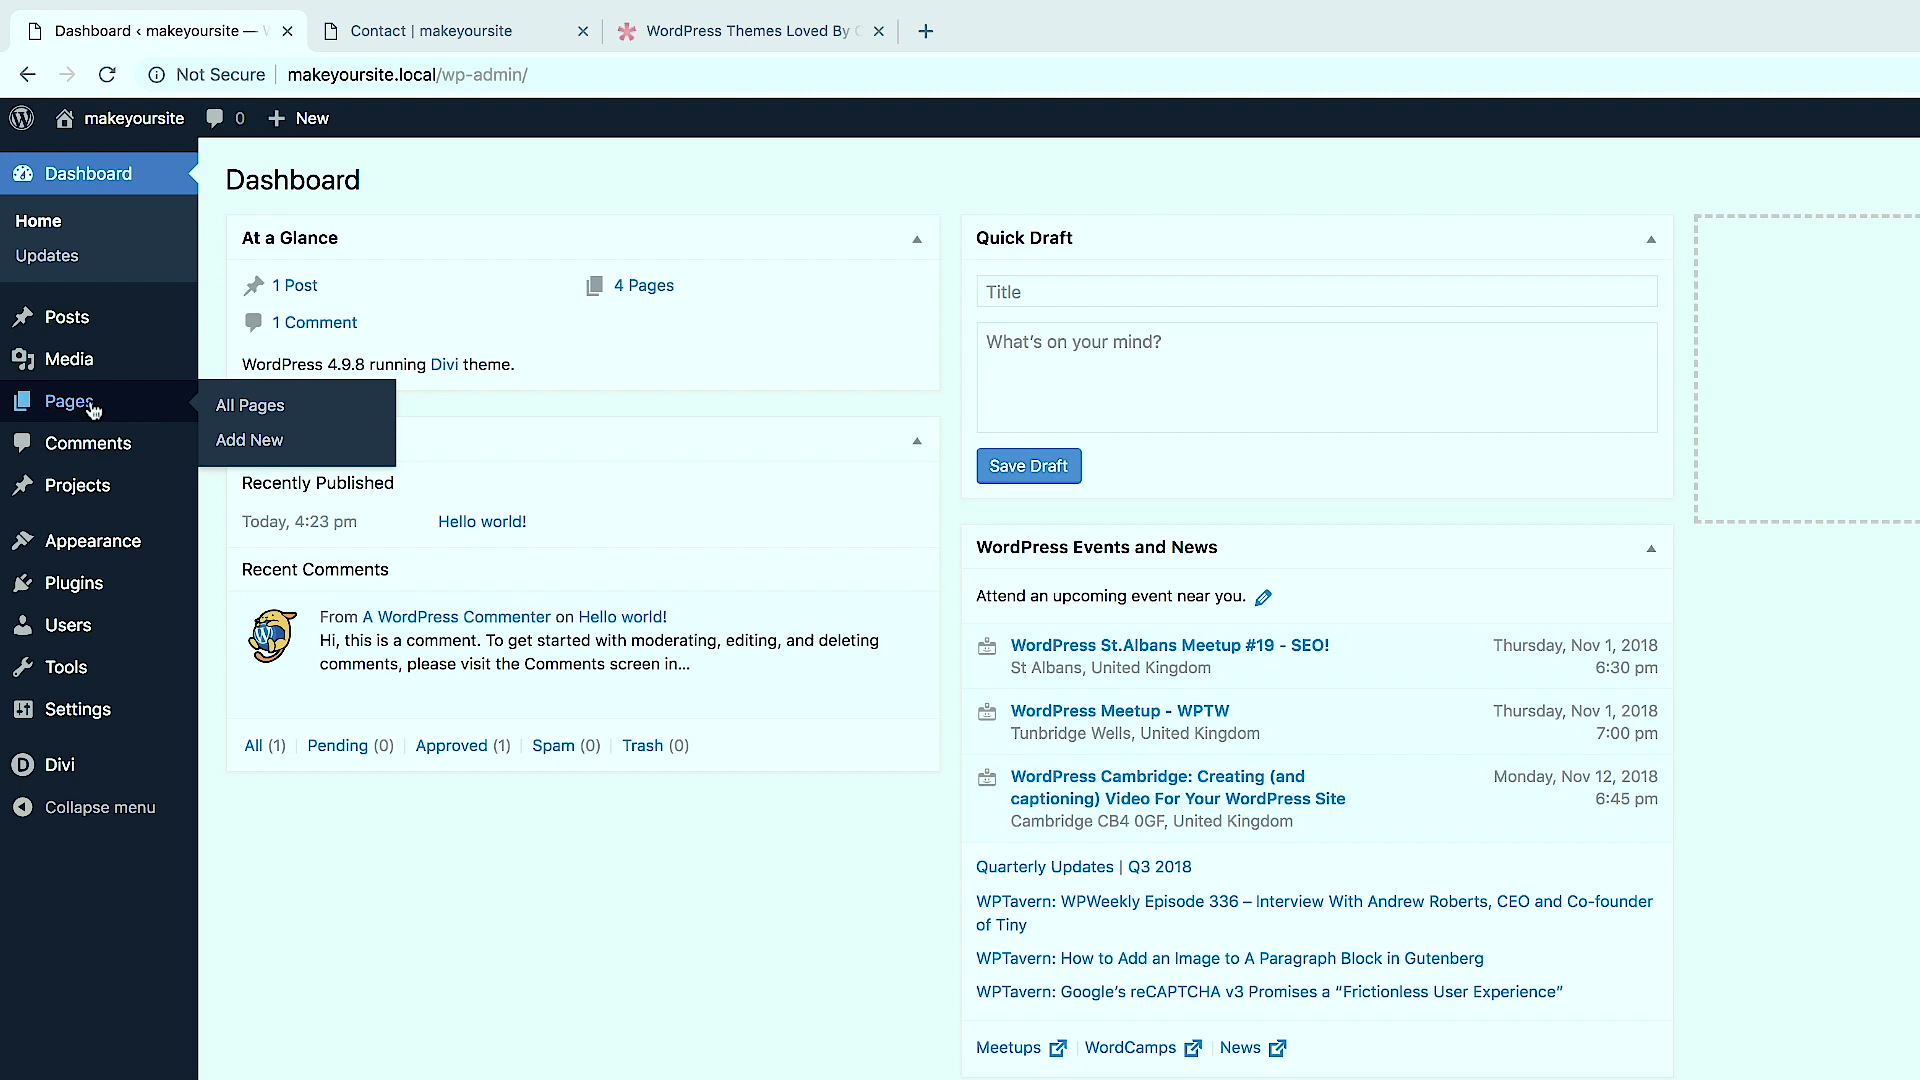 Dashboard ‹ makeyoursite —
Contact | makeyoursite
WordPress Themes Loved By
Not Secure
makeyoursite.local/wp-admin/
makeyoursite
0
New
Dashboard
Home
Updates
Posts
Media
Pages
All Pages
Add New
Comments
Projects
Appearance
Plugins
Users
Tools
Settings
Divi
Collapse menu
Dashboard
At a Glance
1 Post
4 Pages
1 Comment
WordPress 4.9.8 running Divi theme.
Recently Published
Today, 4:23 pm
Hello world!
Recent Comments
From A WordPress Commenter on Hello world!
Hi, this is a comment. To get started with moderating, editing, and deleting
comments, please visit the Comments screen in...
All (1) | Pending (0) | Approved (1) | Spam (0) | Trash (0)
Quick Draft
Title
What's on your mind?
Save Draft
WordPress Events and News
Attend an upcoming event near you.
WordPress St.Albans Meetup #19 - SEO!
St Albans, United Kingdom
Thursday, Nov 1, 2018
6:30 pm
WordPress Meetup - WPTW
Tunbridge Wells, United Kingdom
Thursday, Nov 1, 2018
7:00 pm
WordPress Cambridge: Creating (and
captioning) Video For Your WordPress Site
Cambridge CB4 0GF, United Kingdom
Monday, Nov 12, 2018
6:45 pm
Quarterly Updates | Q3 2018
WPTavern: WPWeekly Episode 336 – Interview With Andrew Roberts, CEO and Co-founder
of Tiny
WPTavern: How to Add an Image to A Paragraph Block in Gutenberg
WPTavern: Google's reCAPTCHA v3 Promises a “Frictionless User Experience”
Meetups | WordCamps | News